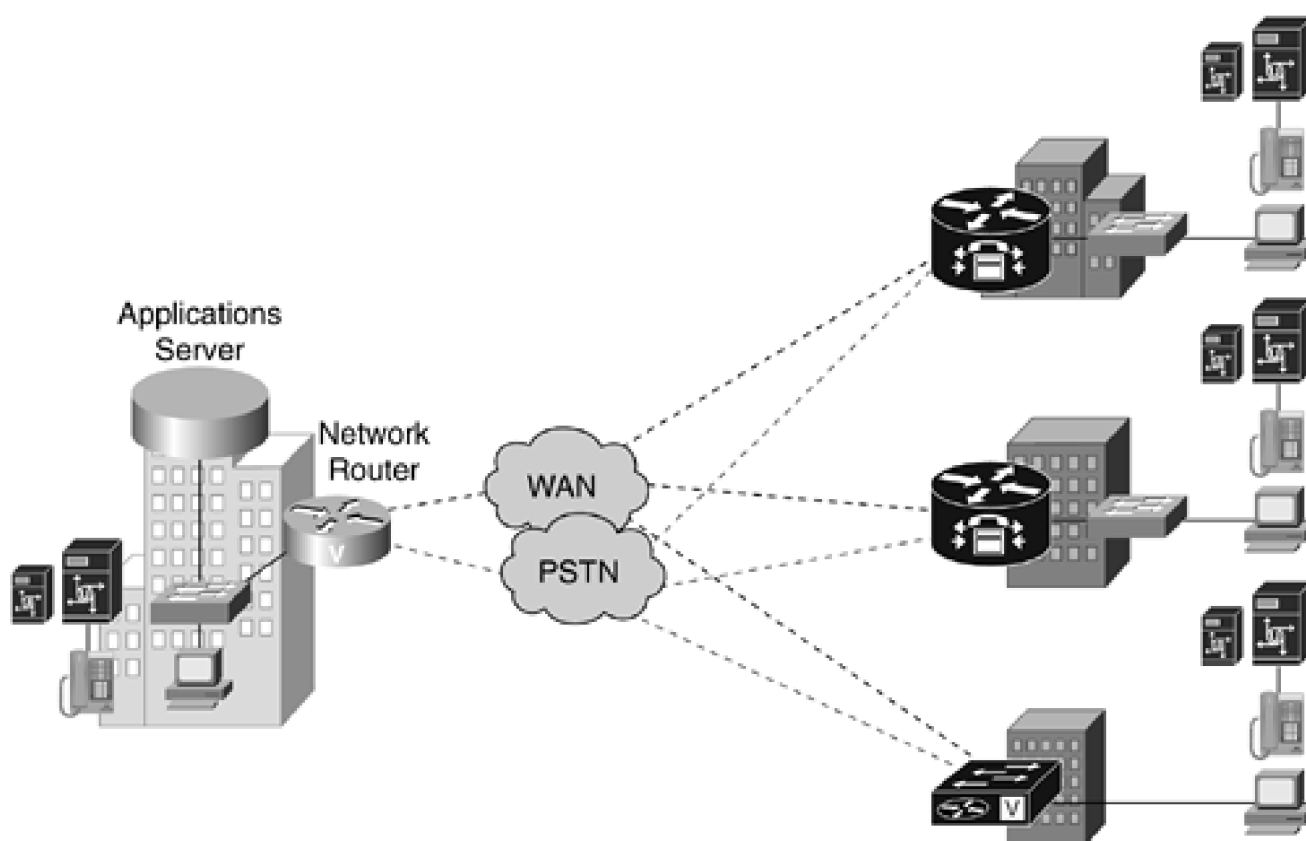 Applications
Server
Network
Router
WAN
V
PSTN
V